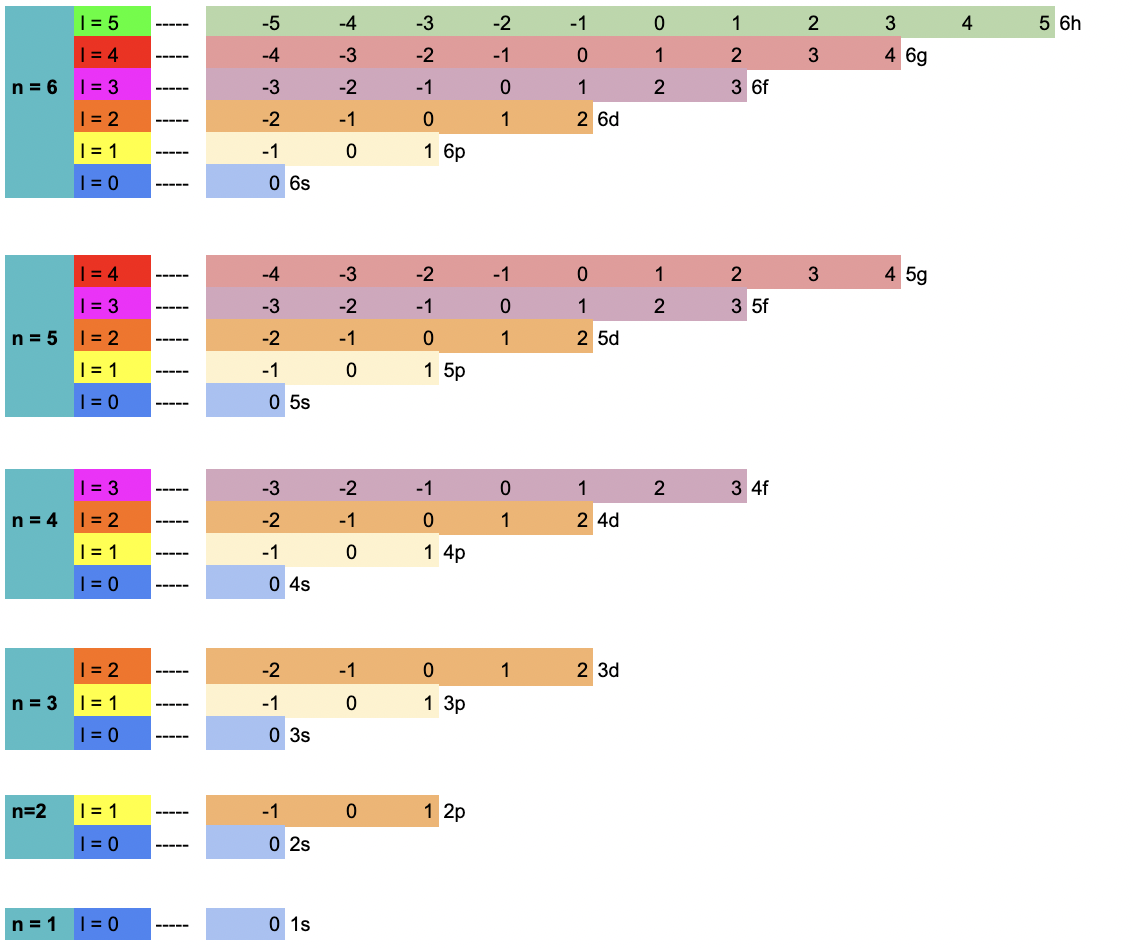 l = 5 ----- -5 -4 -3 -2 -1 0 1 2 3 4 5 6h
l = 4 ----- -4 -3 -2 -1 0 1 2 3 4 6g
n = 6 l = 3 ----- -3 -2 -1 0 1 2 3 6f
l = 2 ----- -2 -1 0 1 2 6d
l = 1 ----- -1 0 1 6p
l = 0 ----- 0 6s
l = 4 ----- -4 -3 -2 -1 0 1 2 3 4 5g
l = 3 ----- -3 -2 -1 0 1 2 3 5f
n = 5 l = 2 ----- -2 -1 0 1 2 5d
l = 1 ----- -1 0 1 5p
l = 0 ----- 0 5s
l = 3 ----- -3 -2 -1 0 1 2 3 4f
n = 4 l = 2 ----- -2 -1 0 1 2 4d
l = 1 ----- -1 0 1 4p
l = 0 ----- 0 4s
l = 2 ----- -2 -1 0 1 2 3d
n = 3 l = 1 ----- -1 0 1 3p
l = 0 ----- 0 3s
n=2 l = 1 ----- -1 0 1 2p
l = 0 ----- 0 2s
n = 1 l = 0 ----- 0 1s